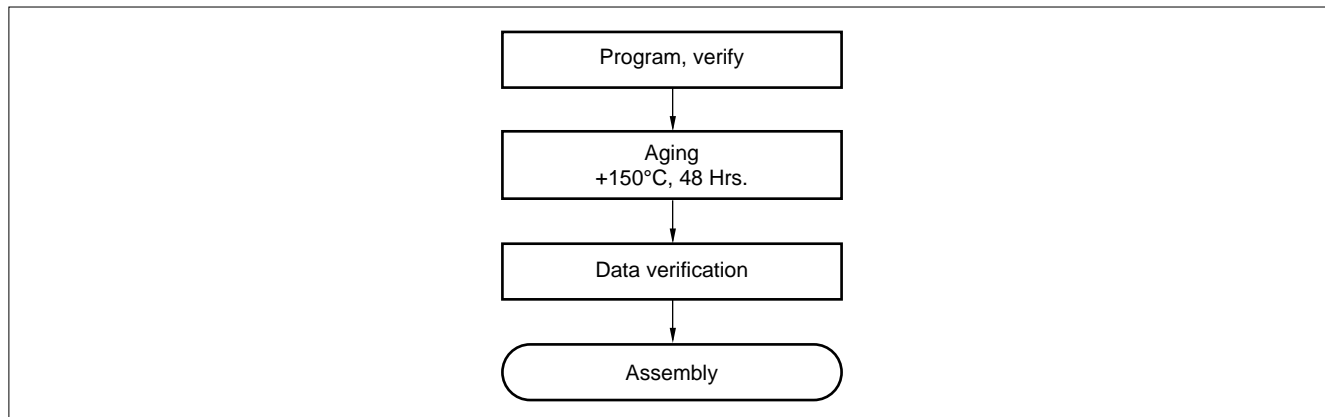 Program, verify
Aging
+150°C, 48 Hrs.
Data verification
Assembly